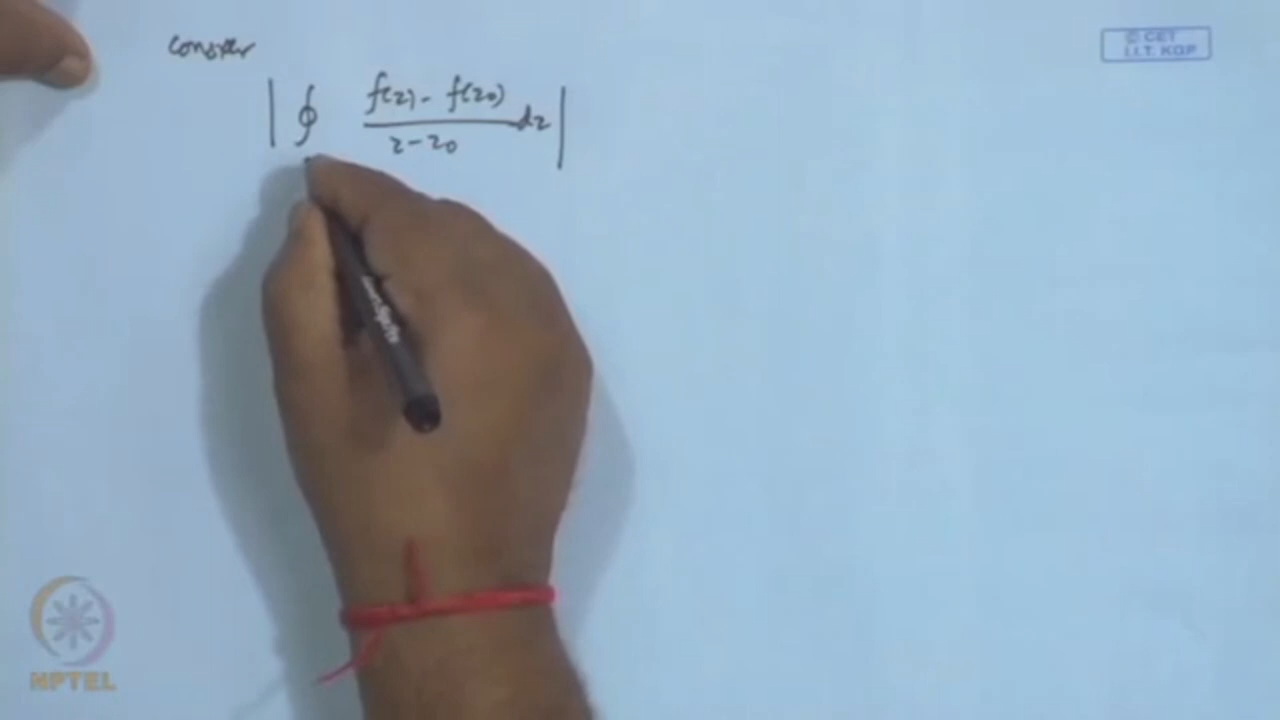 Consider
© CET
I.I.T. KGP
| ∮ f(z) - f(z0) / z - z0 dz |
NPTEL